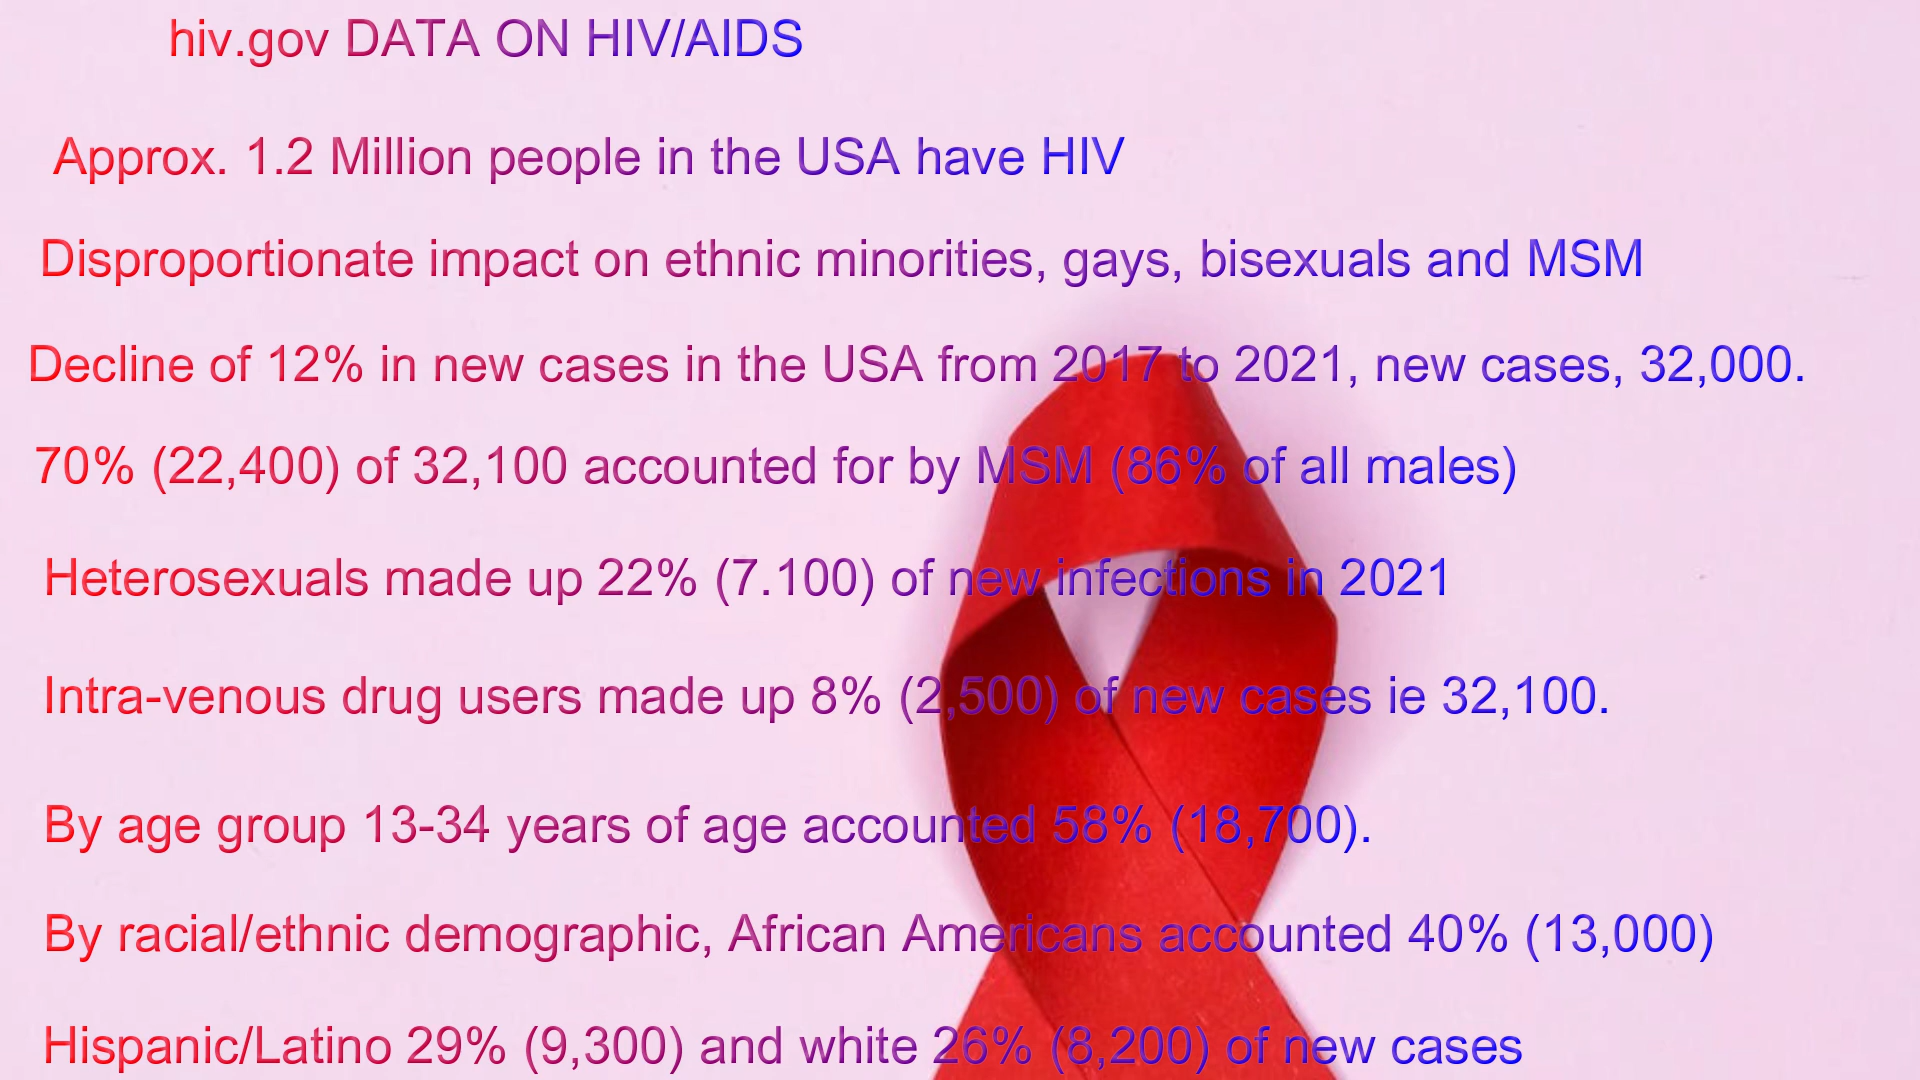 hiv.gov DATA ON HIV/AIDS
Approx. 1.2 Million people in the USA have HIV
Disproportionate impact on ethnic minorities, gays, bisexuals and MSM
Decline of 12% in new cases in the USA from 2017 to 2021, new cases, 32,000.
70% (22,400) of 32,100 accounted for by MSM (86% of all males)
Heterosexuals made up 22% (7.100) of new infections in 2021
Intra-venous drug users made up 8% (2,500) of new cases ie 32,100.
By age group 13-34 years of age accounted 58% (18,700).
By racial/ethnic demographic, African Americans accounted 40% (13,000)
Hispanic/Latino 29% (9,300) and white 26% (8,200) of new cases